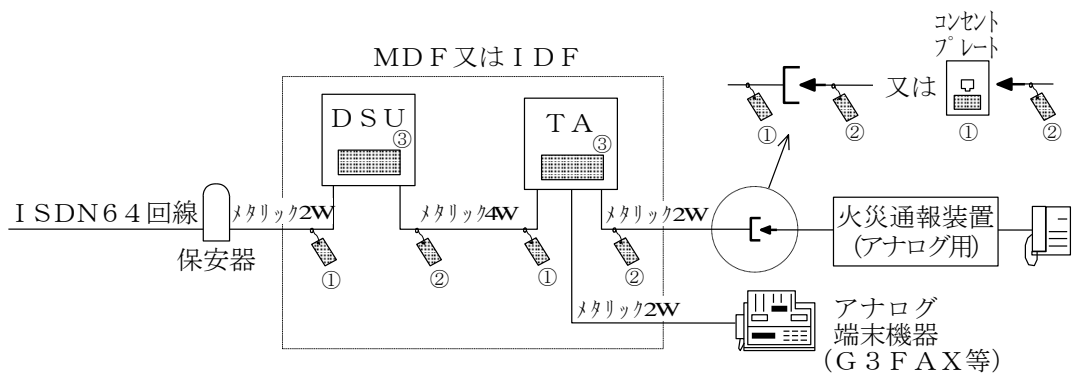 コンセント
プレート
MDF又はIDF
又は
① ② ① ②
DSU
③
TA
③
ISDN64回線
メタリック2W
メタリック4W
メタリック2W
火災通報装置
(アナログ用)
保安器
① ② ① ②
メタリック2W
アナログ
端末機器
(G3FAX等)